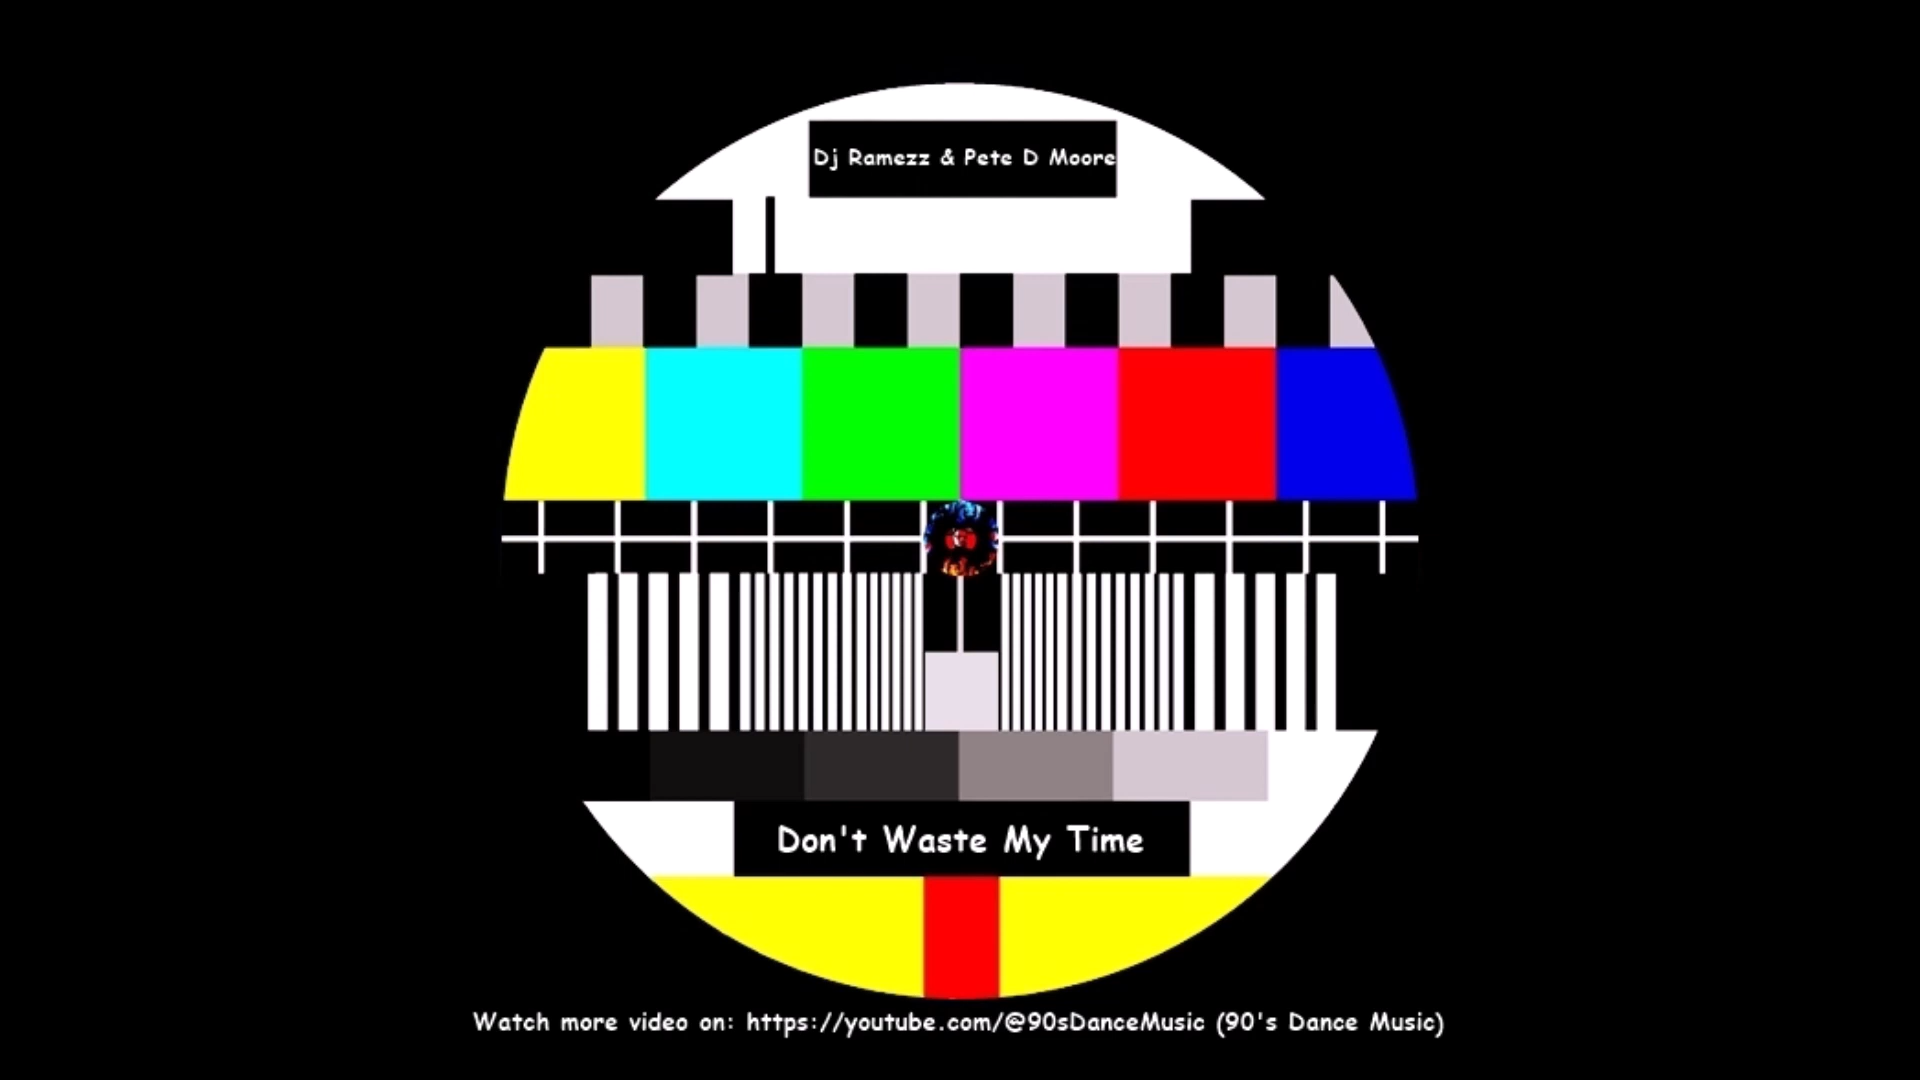 Dj Ramezz & Pete D Moore
Don't Waste My Time
Watch more video on: https://youtube.com/@90sDanceMusic (90's Dance Music)